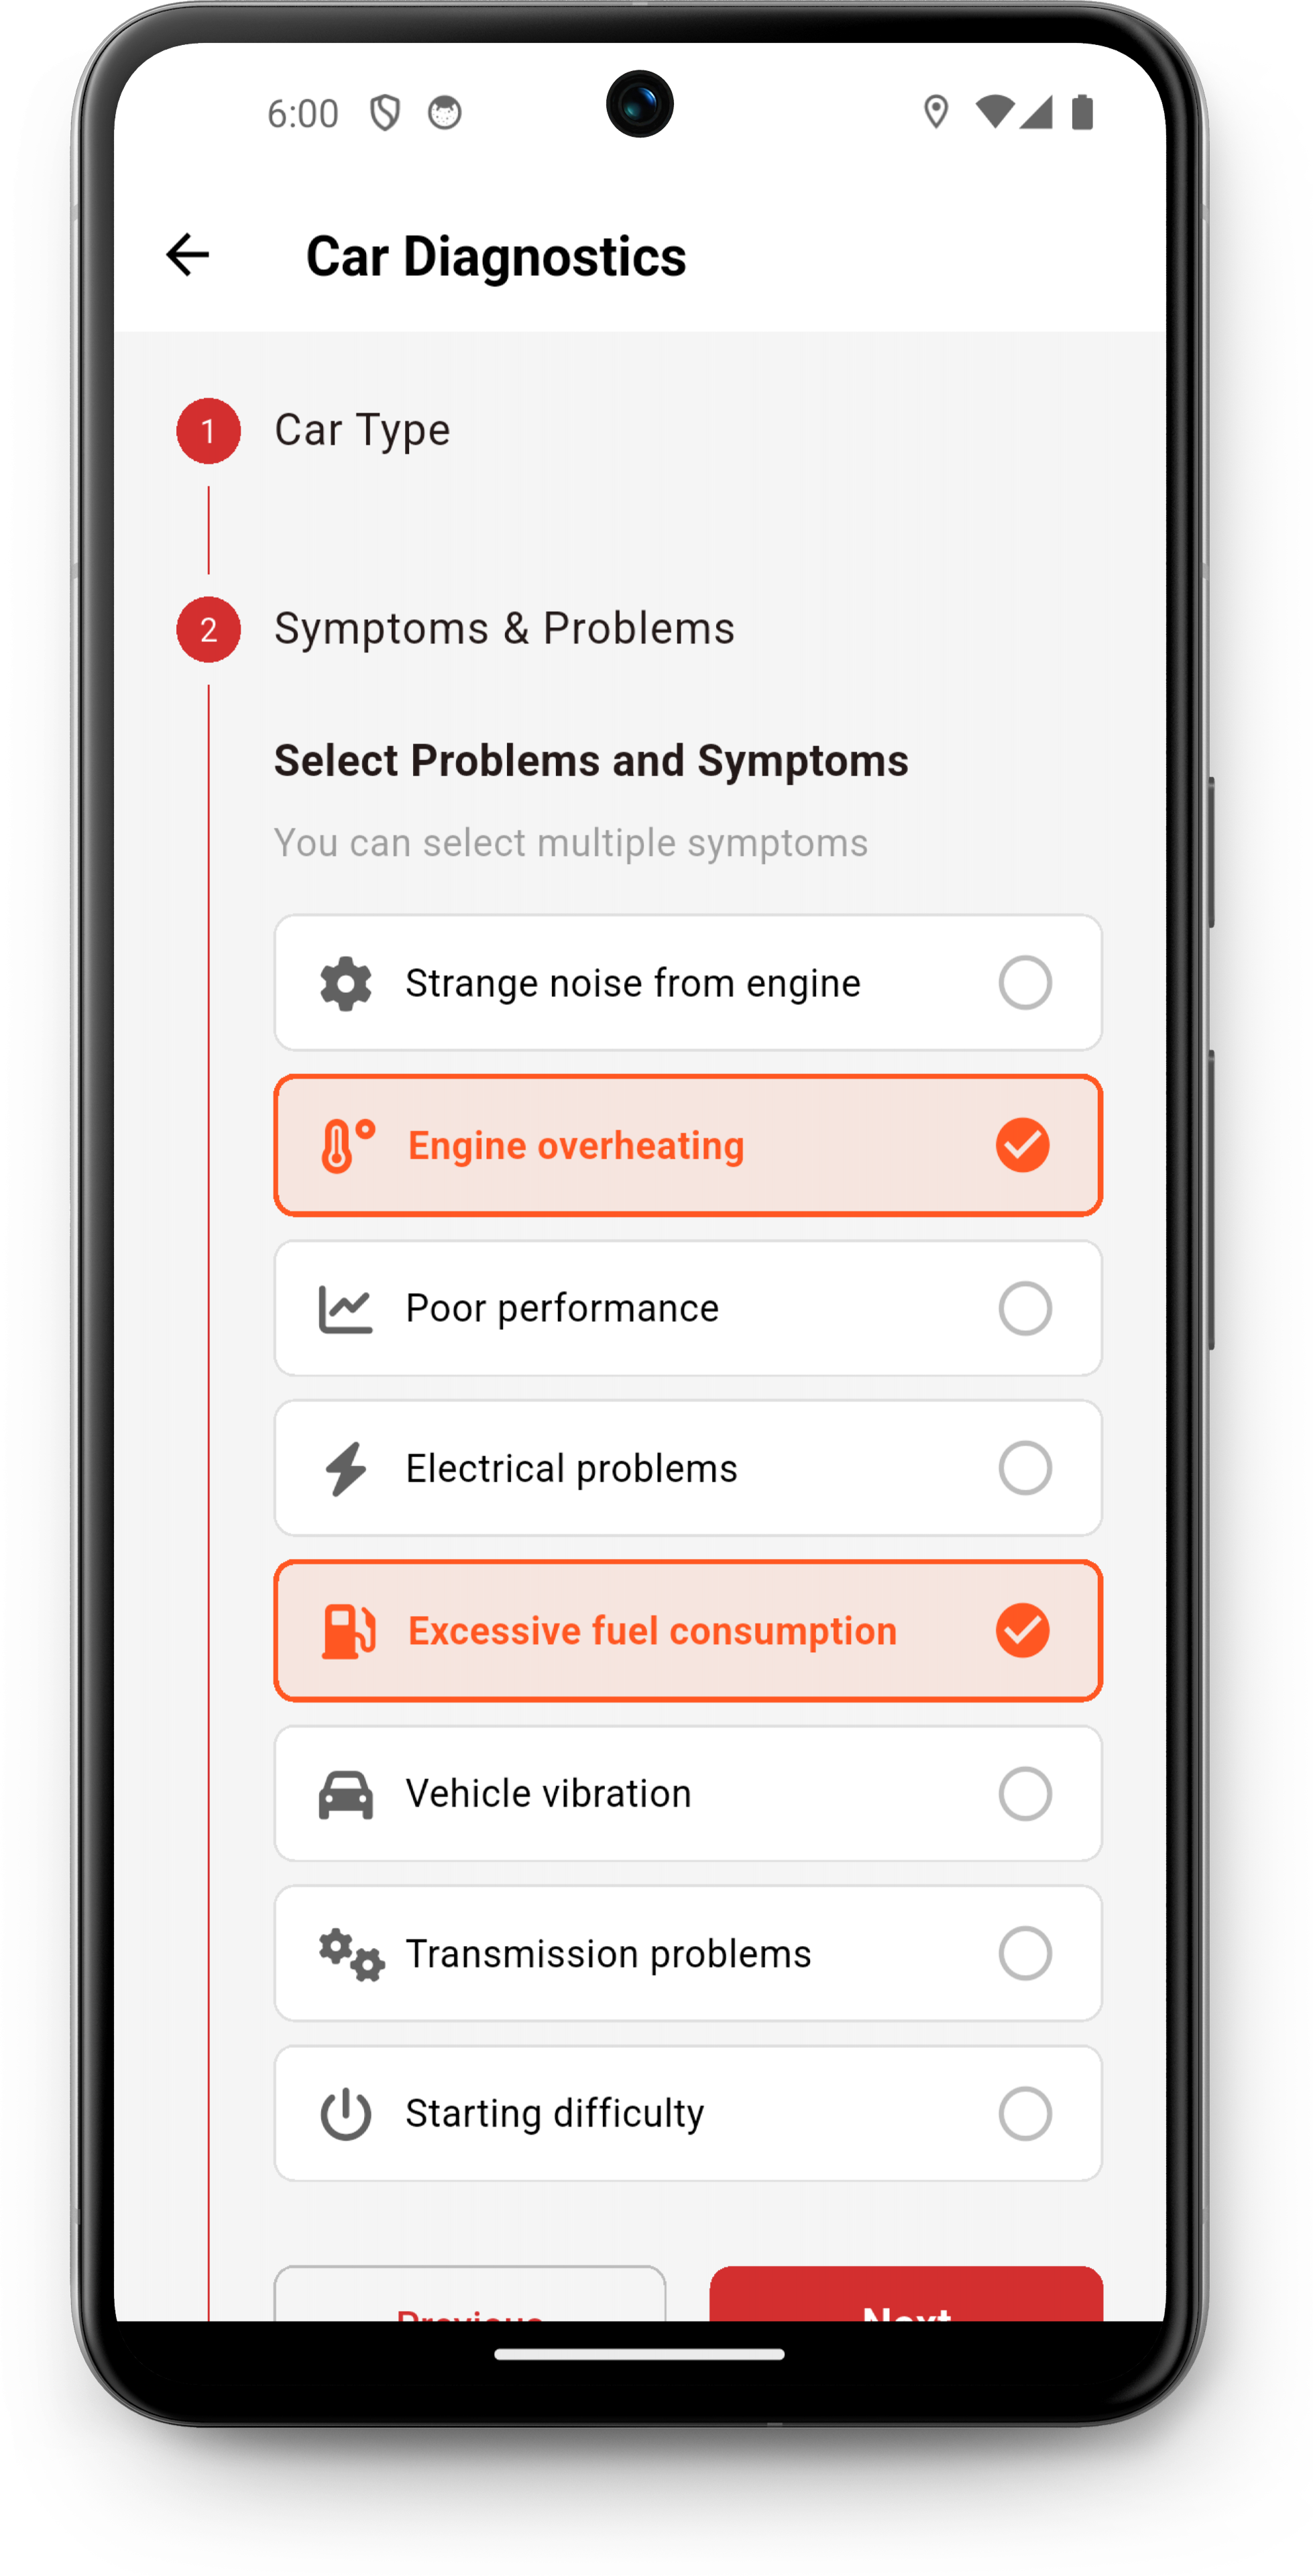 6:00
Car Diagnostics
1 Car Type
2 Symptoms & Problems
Select Problems and Symptoms
You can select multiple symptoms
Strange noise from engine
Engine overheating
Poor performance
Electrical problems
Excessive fuel consumption
Vehicle vibration
Transmission problems
Starting difficulty
Previous Next